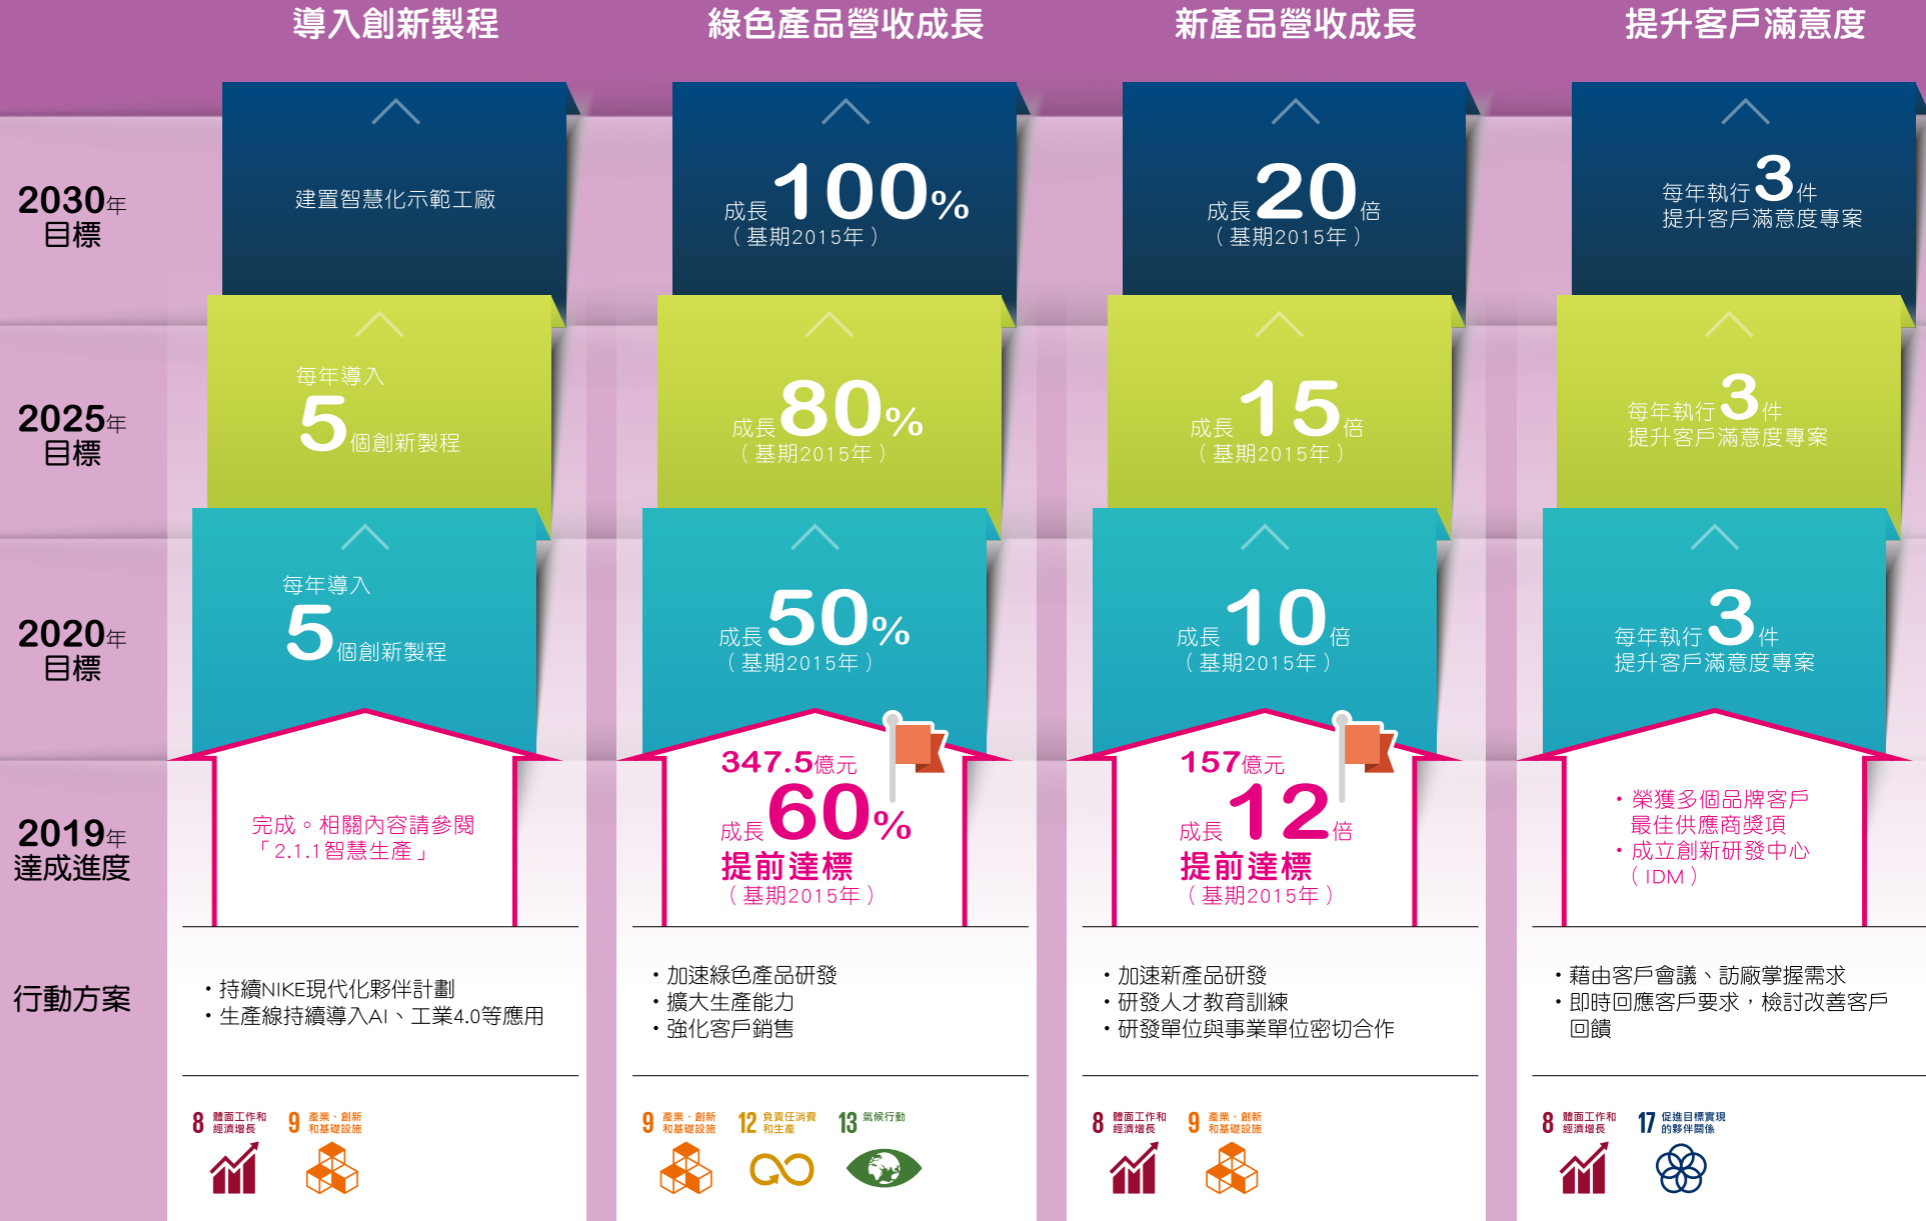 導入創新製程
綠色產品營收成長
新產品營收成長
提升客戶滿意度
2030年
目標
建置智慧化示範工廠
成長100%
（基期2015年）
成長20倍
（基期2015年）
每年執行3件
提升客戶滿意度專案
2025年
目標
每年導入
5個創新製程
成長80%
（基期2015年）
成長15倍
（基期2015年）
每年執行3件
提升客戶滿意度專案
2020年
目標
每年導入
5個創新製程
成長50%
（基期2015年）
成長10倍
（基期2015年）
每年執行3件
提升客戶滿意度專案
2019年
達成進度
完成。相關內容請參閱
「2.1.1智慧生產」
347.5億元
成長60%
提前達標
（基期2015年）
157億元
成長12倍
提前達標
（基期2015年）
・榮獲多個品牌客戶
最佳供應商獎項
・成立創新研發中心
（IDM）
行動方案
・持續NIKE現代化夥伴計劃
・生產線持續導入AI、工業4.0等應用
・加速綠色產品研發
・擴大生產能力
・強化客戶銷售
・加速新產品研發
・研發人才教育訓練
・研發單位與事業單位密切合作
・藉由客戶會議、訪廠掌握需求
・即時回應客戶要求，檢討改善客戶
回饋
8 體面工作和
經濟增長
9 產業、創新
和基礎設施
9 產業、創新
和基礎設施
12 負責任消費
和生產
13 氣候行動
8 體面工作和
經濟增長
9 產業、創新
和基礎設施
8 體面工作和
經濟增長
17 促進目標實現
的夥伴關係